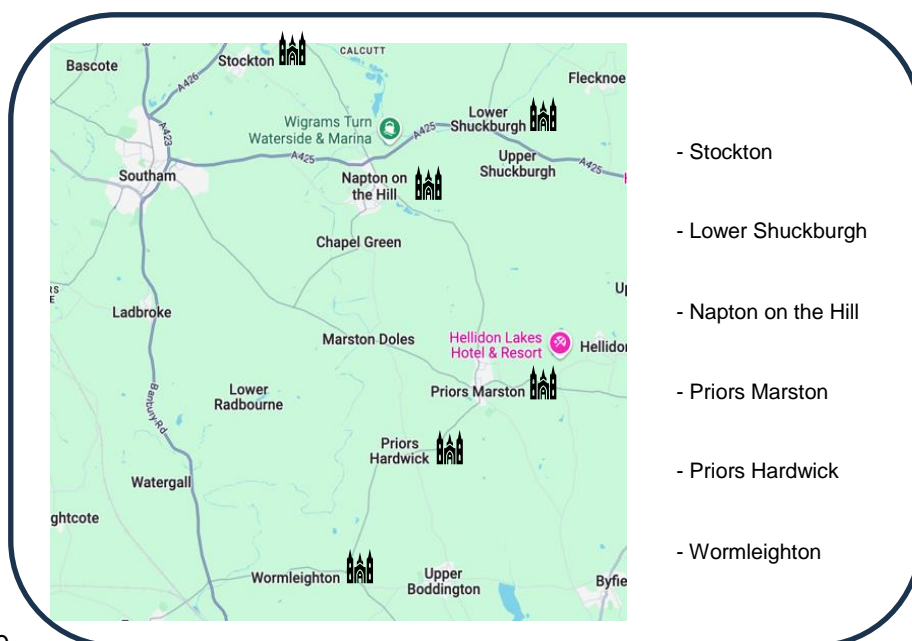 CALCUTT
Stockton
Bascote
A426
Flecknoe
A423
Wigrams Turn
Waterside & Marina
Lower
Shuckburgh
A425
A425
Upper
Shuckburgh
A425
Southam
Napton on
the Hill
Chapel Green
Ladbroke
Marston Doles
Hellidon Lakes
Hotel & Resort
Hellidon
Banbury Rd
Lower
Radbourne
Priors Marston
Priors
Hardwick
Watergall
ghtcote
Wormleighton
Upper
Boddington
Byfie
- Stockton
- Lower Shuckburgh
- Napton on the Hill
- Priors Marston
- Priors Hardwick
- Wormleighton